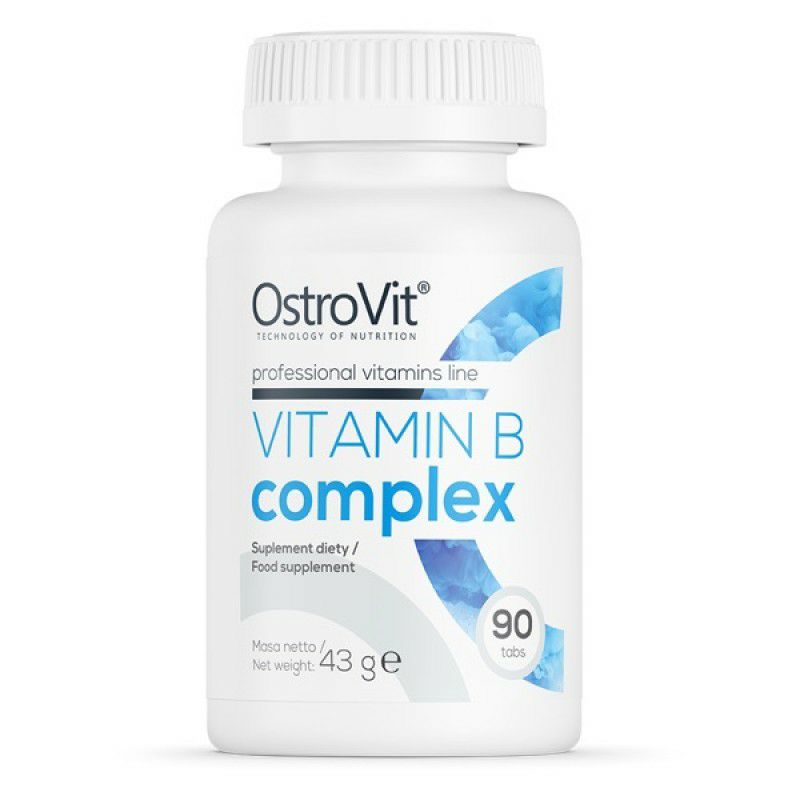 OstroVit®
TECHNOLOGY OF NUTRITION
professional vitamins line
VITAMIN B
complex
Suplement diety /
Food supplement
90
tabs
Masa netto /
Net weight: 43 g ℮